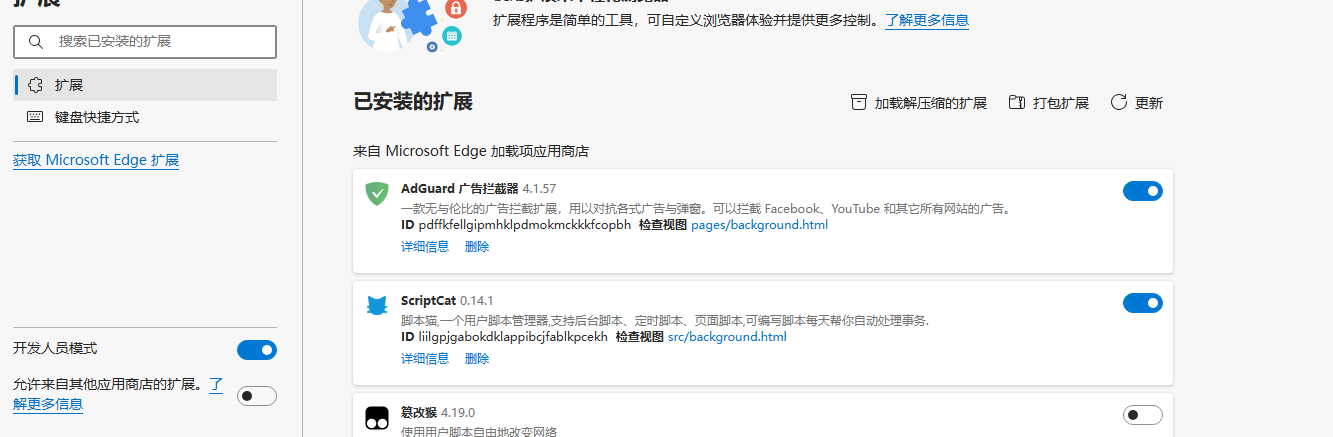 扩展
搜索已安装的扩展
扩展
键盘快捷方式
获取 Microsoft Edge 扩展
开发人员模式
允许来自其他应用商店的扩展。了
解更多信息
扩展程序是简单的工具，可自定义浏览器体验并提供更多控制。了解更多信息
已安装的扩展
加载解压缩的扩展
打包扩展
更新
来自 Microsoft Edge 加载项应用商店
AdGuard 广告拦截器 4.1.57
一款无与伦比的广告拦截扩展，用以对抗各式广告与弹窗。可以拦截 Facebook、YouTube 和其它所有网站的广告。
ID pdffkfellgipmhklpdmokmckkkfcopbh 检查视图 pages/background.html
详细信息 删除
ScriptCat 0.14.1
脚本猫,一个用户脚本管理器,支持后台脚本、定时脚本、页面脚本,可编写脚本每天帮你自动处理事务.
ID liilgpjgabokdklappibcjfablkpcekh 检查视图 src/background.html
详细信息 删除
篡改猴 4.19.0
使用用户脚本自由地改变网络